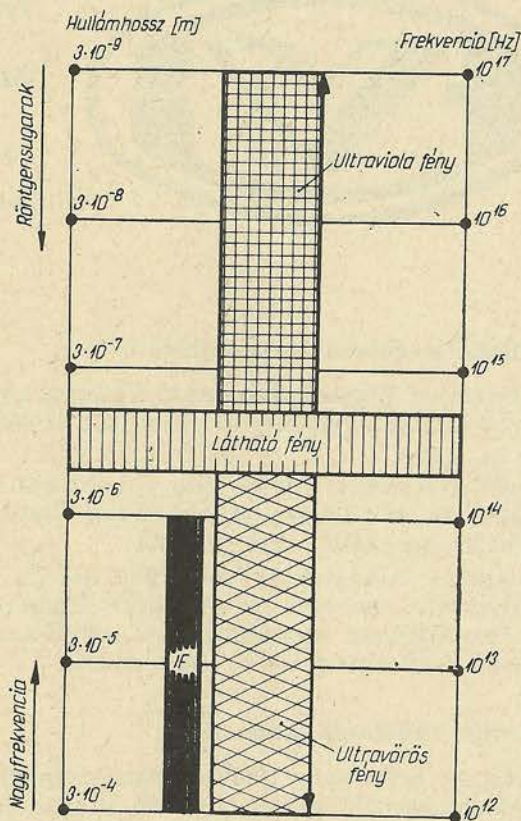 Hullámhossz [m]
Frekvencia [Hz]
3·10⁻⁹
10¹⁷
Röntgensugarak
Ultraviola fény
3·10⁻⁸
10¹⁶
3·10⁻⁷
10¹⁵
Látható fény
3·10⁻⁶
10¹⁴
IF
3·10⁻⁵
10¹³
Nagyfrekvencia
Ultravörös
fény
3·10⁻⁴
10¹²